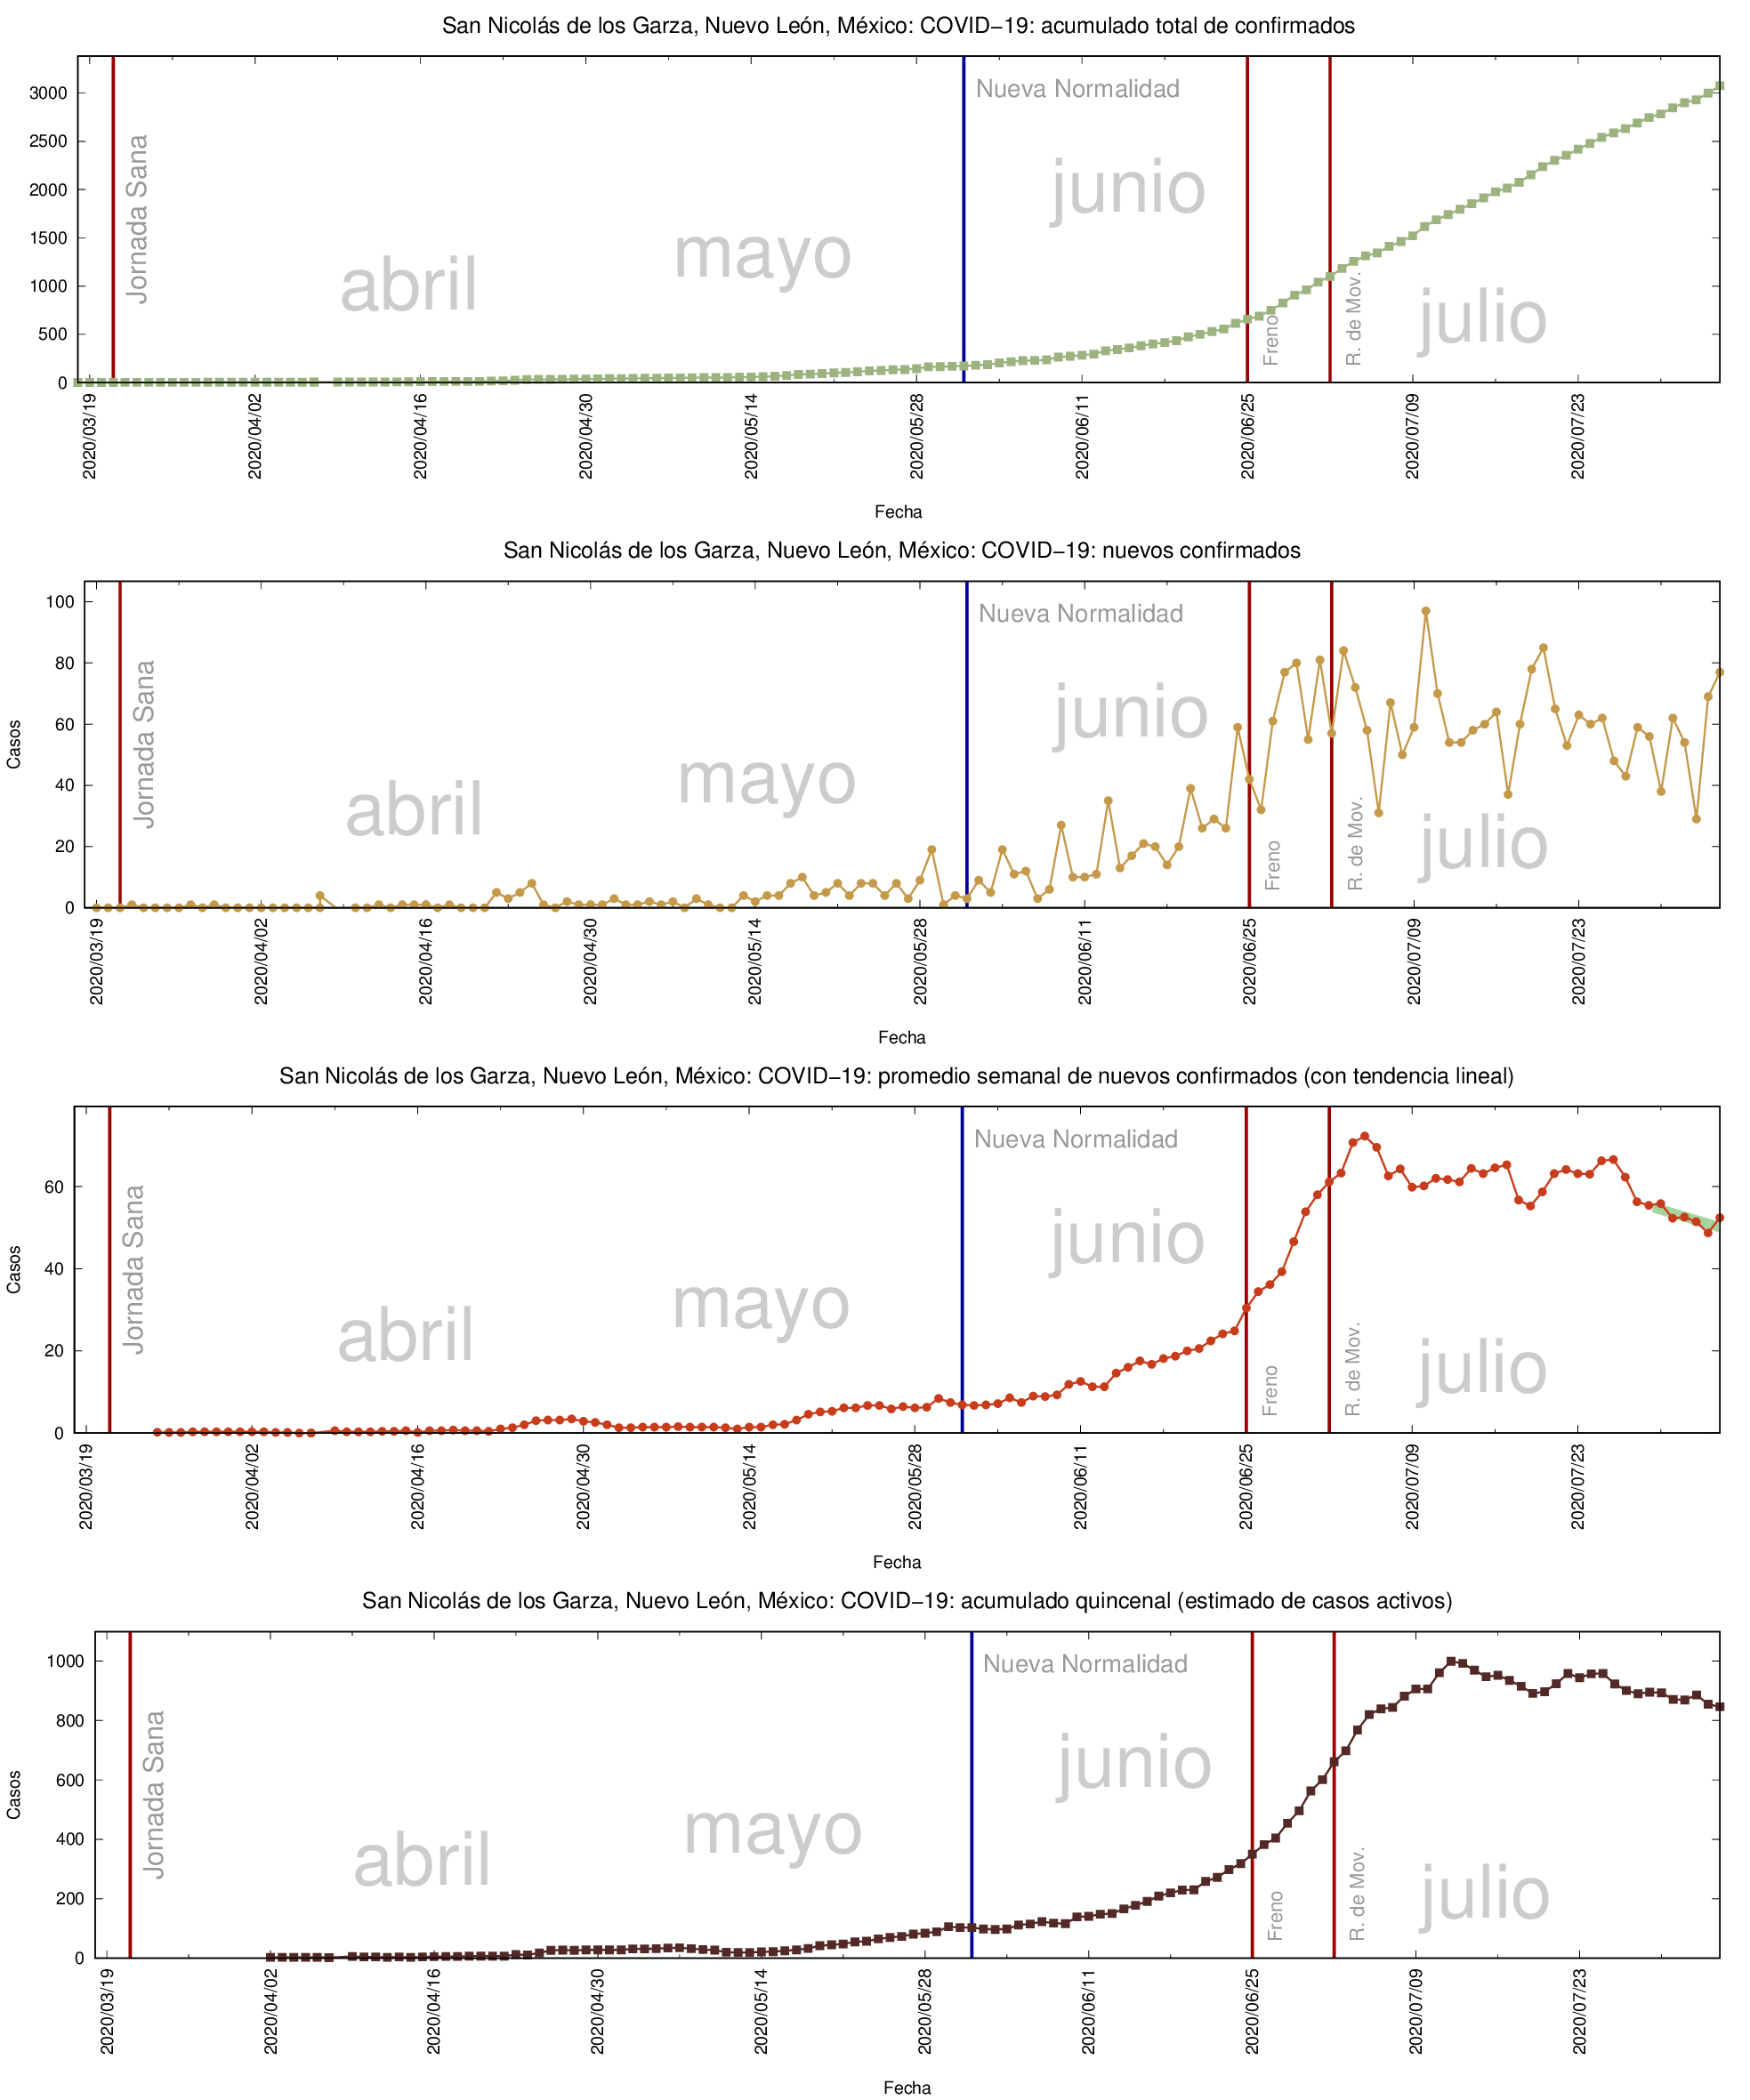 San Nicolás de los Garza, Nuevo León, México: COVID−19: acumulado total de confirmados
3000
2500
2000
1500
1000
500
0
Jornada Sana
abril
mayo
Nueva Normalidad
junio
Freno
R. de Mov.
julio
2020/03/19
2020/04/02
2020/04/16
2020/04/30
2020/05/14
2020/05/28
2020/06/11
2020/06/25
2020/07/09
2020/07/23
Fecha
San Nicolás de los Garza, Nuevo León, México: COVID−19: nuevos confirmados
Casos
100
80
60
40
20
0
Jornada Sana
abril
mayo
Nueva Normalidad
junio
Freno
R. de Mov.
julio
2020/03/19
2020/04/02
2020/04/16
2020/04/30
2020/05/14
2020/05/28
2020/06/11
2020/06/25
2020/07/09
2020/07/23
Fecha
San Nicolás de los Garza, Nuevo León, México: COVID−19: promedio semanal de nuevos confirmados (con tendencia lineal)
Casos
60
40
20
0
Jornada Sana
abril
mayo
Nueva Normalidad
junio
Freno
R. de Mov.
julio
2020/03/19
2020/04/02
2020/04/16
2020/04/30
2020/05/14
2020/05/28
2020/06/11
2020/06/25
2020/07/09
2020/07/23
Fecha
San Nicolás de los Garza, Nuevo León, México: COVID−19: acumulado quincenal (estimado de casos activos)
Casos
1000
800
600
400
200
0
Jornada Sana
abril
mayo
Nueva Normalidad
junio
Freno
R. de Mov.
julio
2020/03/19
2020/04/02
2020/04/16
2020/04/30
2020/05/14
2020/05/28
2020/06/11
2020/06/25
2020/07/09
2020/07/23
Fecha